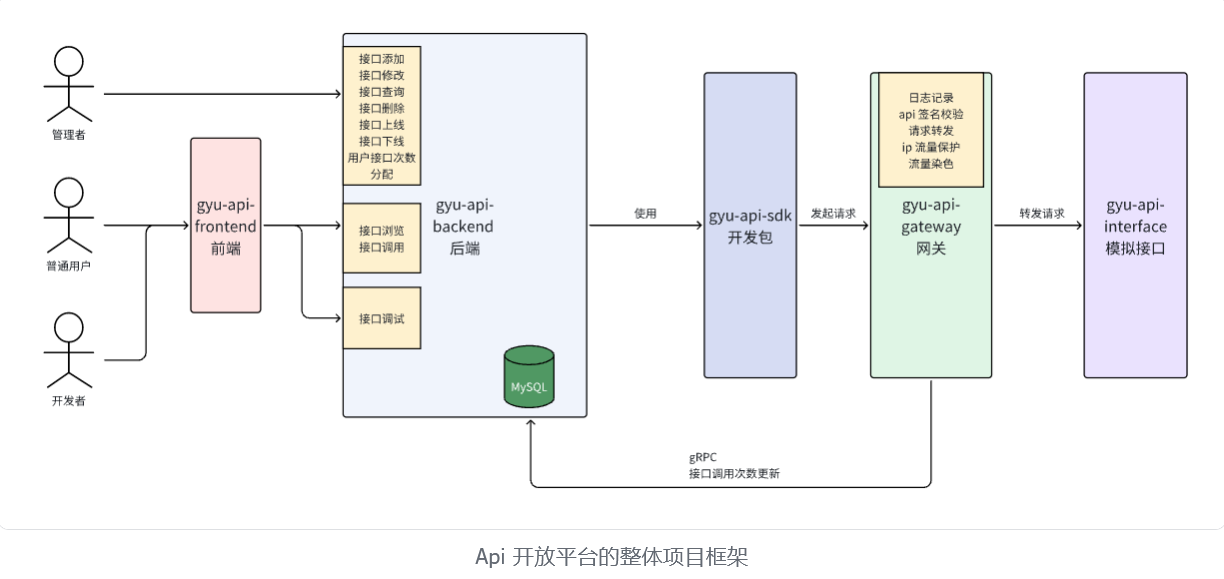 管理者
普通用户
开发者
gyu-api-
frontend
前端
接口添加
接口修改
接口查询
接口删除
接口上线
接口下线
用户接口次数
分配
接口浏览
接口调用
接口调试
gyu-api-
backend
后端
MySQL
使用
gyu-api-sdk
开发包
发起请求
日志记录
api 签名校验
请求转发
ip 流量保护
流量染色
gyu-api-
gateway
网关
转发请求
gyu-api-
interface
模拟接口
gRPC
接口调用次数更新
Api 开放平台的整体项目框架